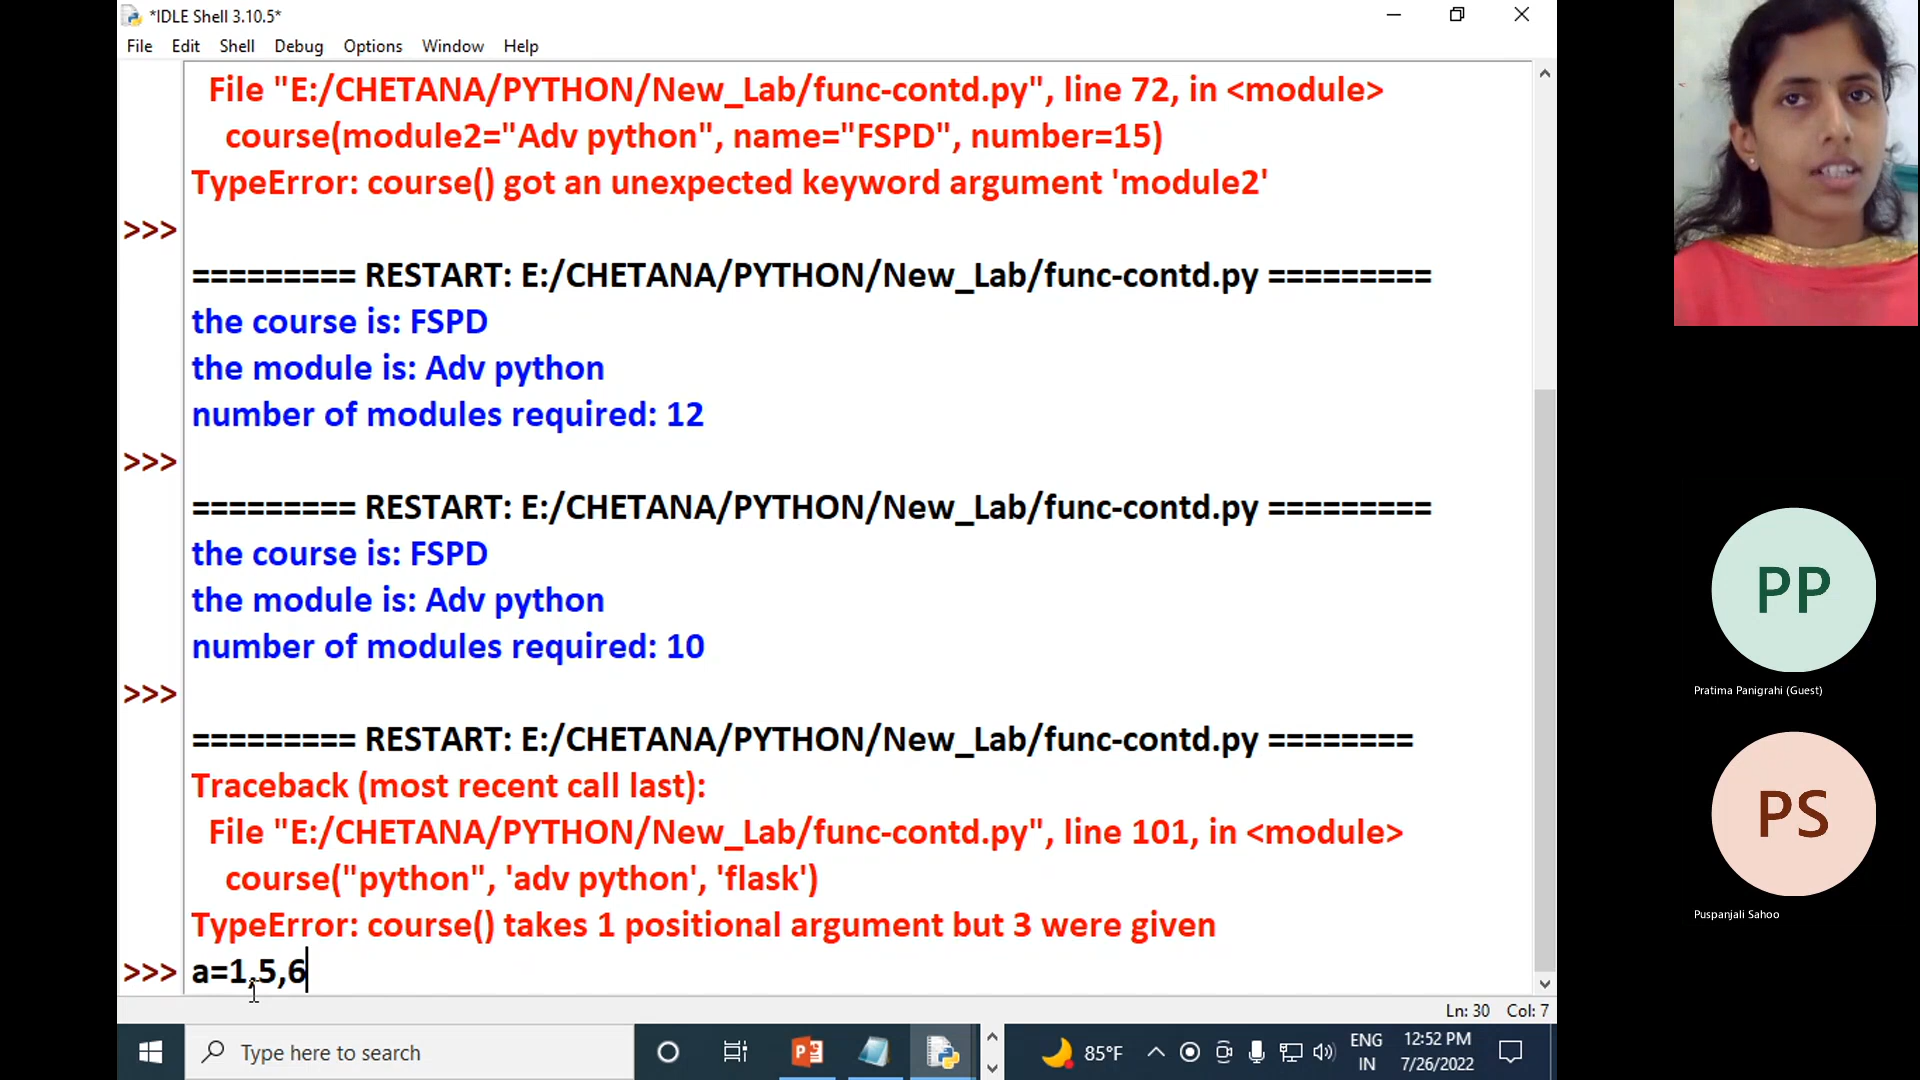 *IDLE Shell 3.10.5*
File Edit Shell Debug Options Window Help
File "E:/CHETANA/PYTHON/New_Lab/func-contd.py", line 72, in <module>
course(module2="Adv python", name="FSPD", number=15)
TypeError: course() got an unexpected keyword argument 'module2'
>>>
========= RESTART: E:/CHETANA/PYTHON/New_Lab/func-contd.py =========
the course is: FSPD
the module is: Adv python
number of modules required: 12
>>>
========= RESTART: E:/CHETANA/PYTHON/New_Lab/func-contd.py =========
the course is: FSPD
the module is: Adv python
number of modules required: 10
>>>
========= RESTART: E:/CHETANA/PYTHON/New_Lab/func-contd.py ========
Traceback (most recent call last):
File "E:/CHETANA/PYTHON/New_Lab/func-contd.py", line 101, in <module>
course("python", 'adv python', 'flask')
TypeError: course() takes 1 positional argument but 3 were given
>>> a=1,5,6
Ln: 30 Col: 7
Type here to search
85°F
ENG
IN
12:52 PM
7/26/2022
PP
Pratima Panigrahi (Guest)
PS
Puspanjali Sahoo